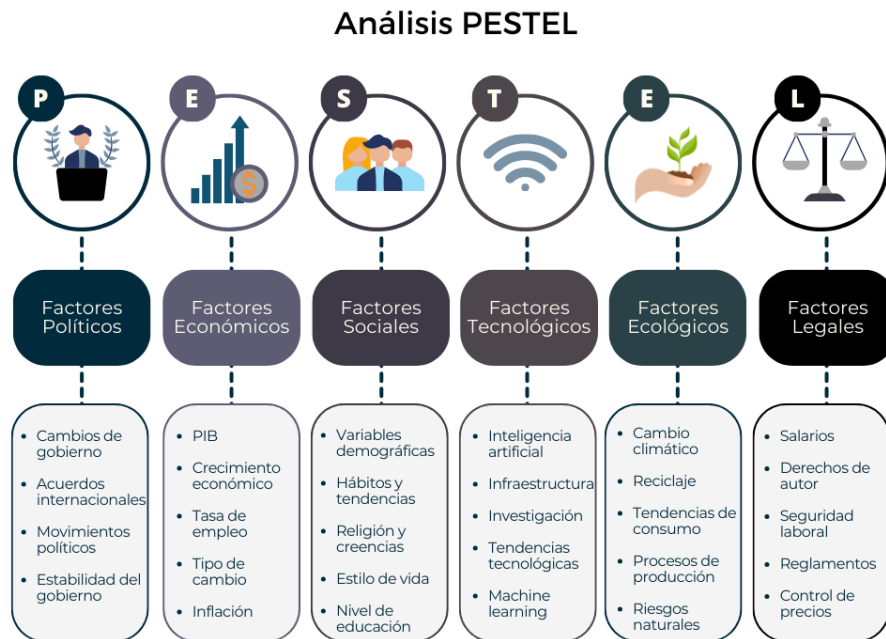 Análisis PESTEL
P
E
S
T
E
L
$
Factores
Políticos
Factores
Económicos
Factores
Sociales
Factores
Tecnológicos
Factores
Ecológicos
Factores
Legales
• Cambios de
gobierno
• Acuerdos
internacionales
• Movimientos
políticos
• Estabilidad del
gobierno
• PIB
• Crecimiento
económico
• Tasa de
empleo
• Tipo de
cambio
• Inflación
• Variables
demográficas
• Hábitos y
tendencias
• Religión y
creencias
• Estilo de vida
• Nivel de
educación
• Inteligencia
artificial
• Infraestructura
• Investigación
• Tendencias
tecnológicas
• Machine
learning
• Cambio
climático
• Reciclaje
• Tendencias de
consumo
• Procesos de
producción
• Riesgos
naturales
• Salarios
• Derechos de
autor
• Seguridad
laboral
• Reglamentos
• Control de
precios